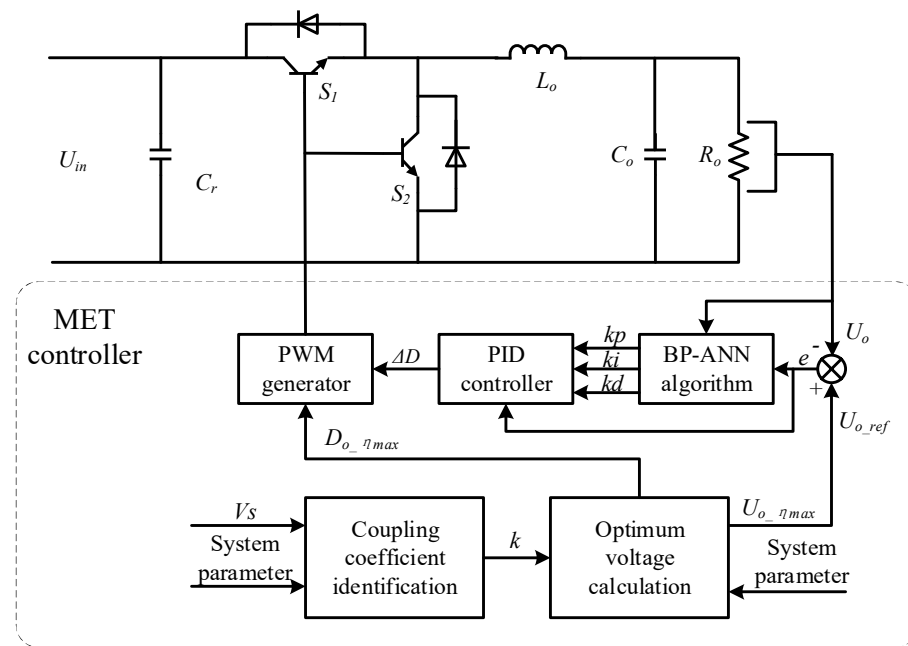 S1
Lo
Uin
Cr
S2
Co
Ro
MET
controller
PWM
generator
ΔD
PID
controller
kp
ki
kd
BP-ANN
algorithm
e
-
+
Uo
Uo_ref
Do_ηmax
Vs
System
parameter
Coupling
coefficient
identification
k
Optimum
voltage
calculation
Uo_ηmax
System
parameter